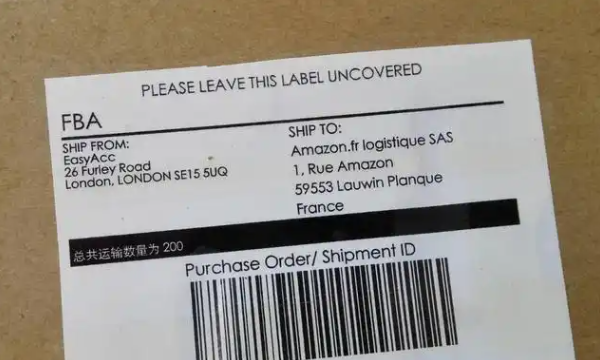 PLEASE LEAVE THIS LABEL UNCOVERED
FBA
SHIP FROM:
EasyAcc
26 Furley Road
London, LONDON SE15 5UQ
SHIP TO:
Amazon.fr logistique SAS
1, Rue Amazon
59553 Lauwin Planque
France
总共运输数量为 200
Purchase Order/ Shipment ID